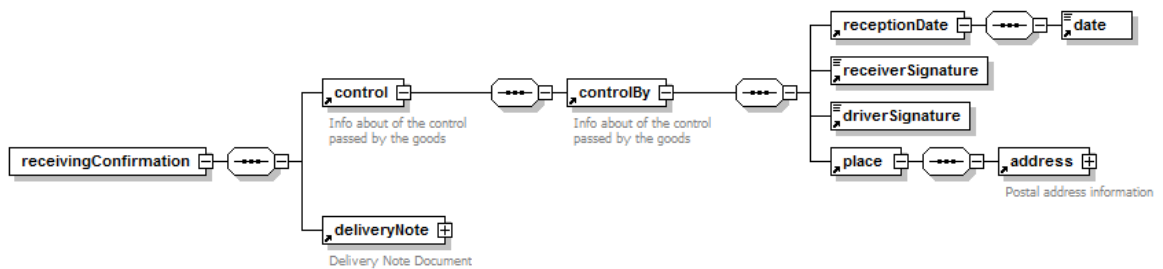 receptionDate
date
receiverSignature
control
controlBy
Info about of the control
passed by the goods
Info about of the control
passed by the goods
driverSignature
receivingConfirmation
place
address
Postal address information
deliveryNote
Delivery Note Document